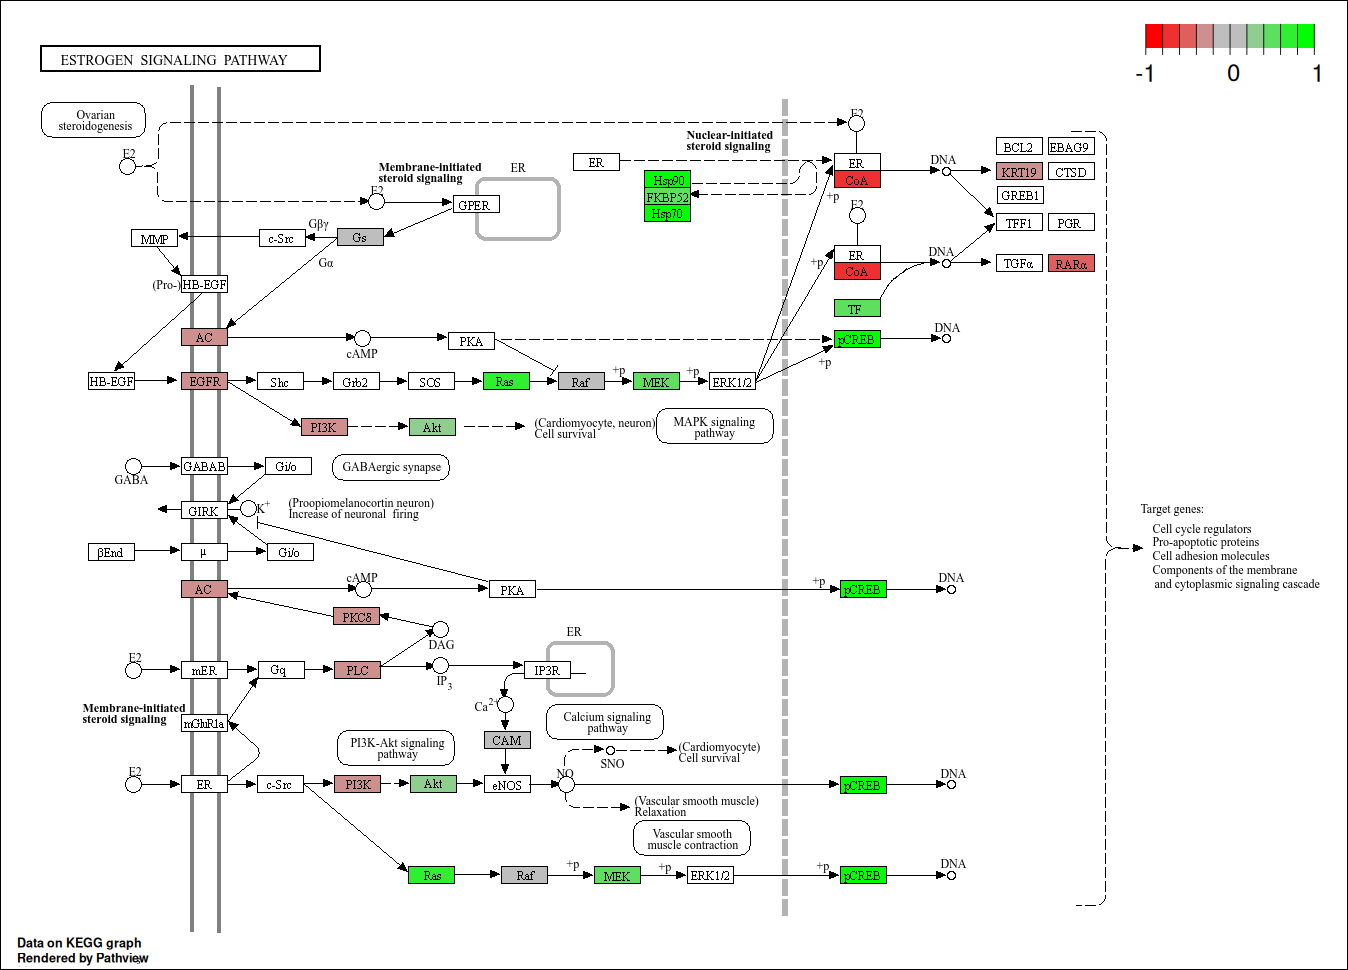 ESTROGEN SIGNALING PATHWAY
-1 0 1
Ovarian
steroidogenesis
E2
Membrane-initiated
steroid signaling
E2
GPER
ER
ER
Nuclear-initiated
steroid signaling
Hsp90
FKBP52
Hsp70
E2
ER
CoA
+p
DNA
BCL2 EBAG9
KRT19 CTSD
GREB1
TFF1 PGR
TGFα RARα
E2
ER
CoA
+p
DNA
TF
pCREB
DNA
+p
MMP
c-Src
Gβγ
Gs
Gα
(Pro-) HB-EGF
AC
cAMP
PKA
HB-EGF
EGFR
Shc
Grb2
SOS
Ras
Raf
+p
MEK
+p
ERK1/2
PI3K
Akt
(Cardiomyocyte, neuron)
Cell survival
MAPK signaling
pathway
GABA
GABAB
Gi/o
GABAergic synapse
GIRK
K+
(Proopiomelanocortin neuron)
Increase of neuronal firing
βEnd
μ
Gi/o
AC
cAMP
PKA
+p
pCREB
DNA
PKCδ
DAG
E2
mER
Gq
PLC
IP3
ER
IP3R
Ca2+
Membrane-initiated
steroid signaling
mGluR1a
CAM
Calcium signaling
pathway
PI3K-Akt signaling
pathway
E2
ER
c-Src
PI3K
Akt
eNOS
NO
SNO
(Cardiomyocyte)
Cell survival
(Vascular smooth muscle)
Relaxation
pCREB
DNA
Vascular smooth
muscle contraction
Ras
Raf
+p
MEK
+p
ERK1/2
+p
pCREB
DNA
Target genes:
Cell cycle regulators
Pro-apoptotic proteins
Cell adhesion molecules
Components of the membrane
and cytoplasmic signaling cascade
Data on KEGG graph
Rendered by Pathview